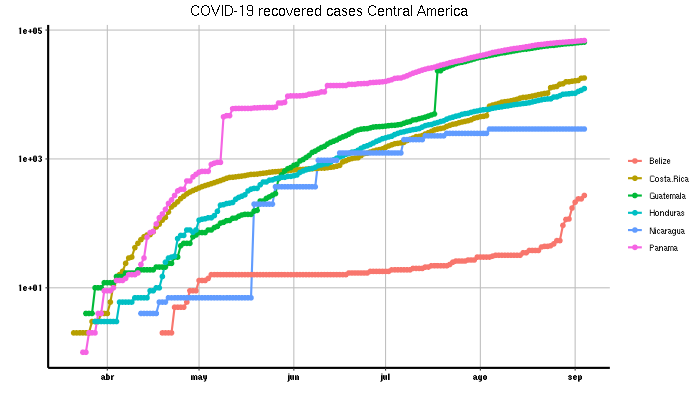 COVID-19 recovered cases Central America
1e+05
1e+03
1e+01
abr may jun jul ago sep
Belize
Costa.Rica
Guatemala
Honduras
Nicaragua
Panama